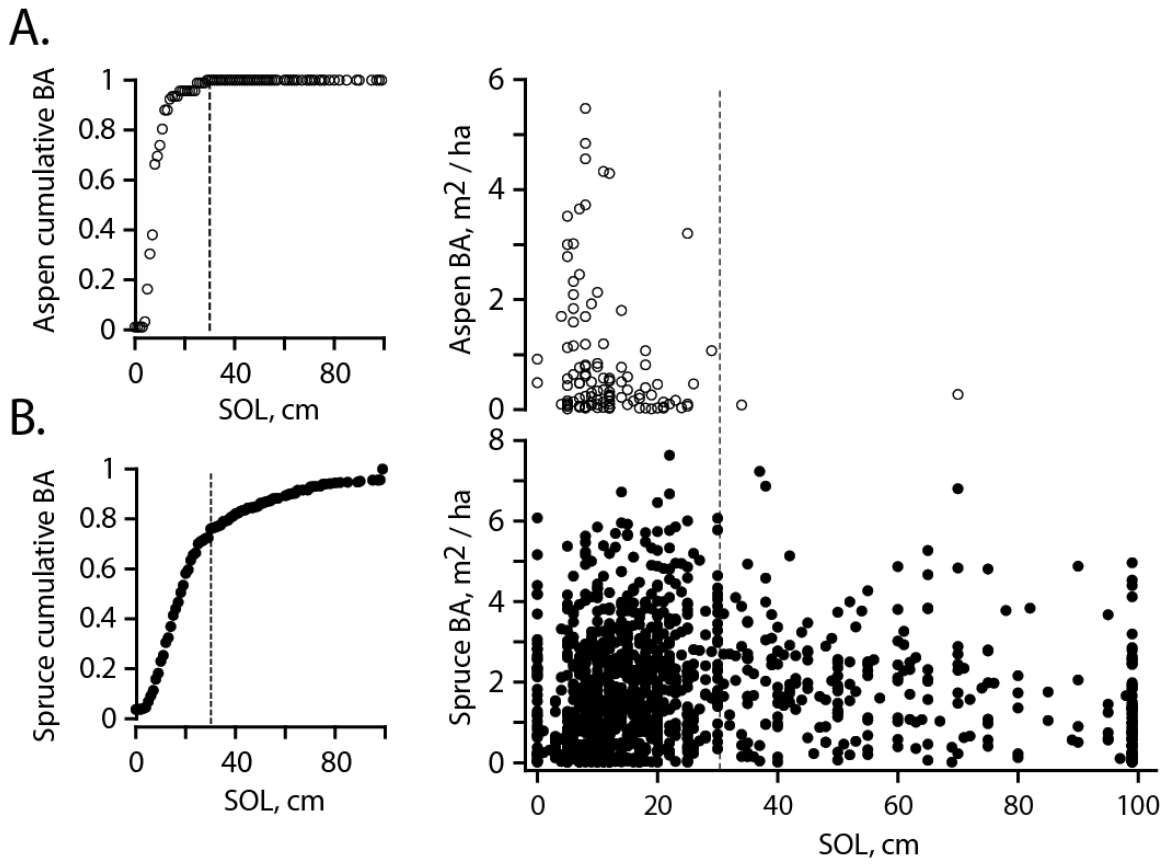 A.
Aspen cumulative BA
1
0.8
0.6
0.4
0.2
0
0 40 80
SOL, cm
Aspen BA, m2 / ha
6
4
2
0
B.
Spruce cumulative BA
1
0.8
0.6
0.4
0.2
0
0 40 80
SOL, cm
Spruce BA, m2 / ha
8
6
4
2
0
0 20 40 60 80 100
SOL, cm